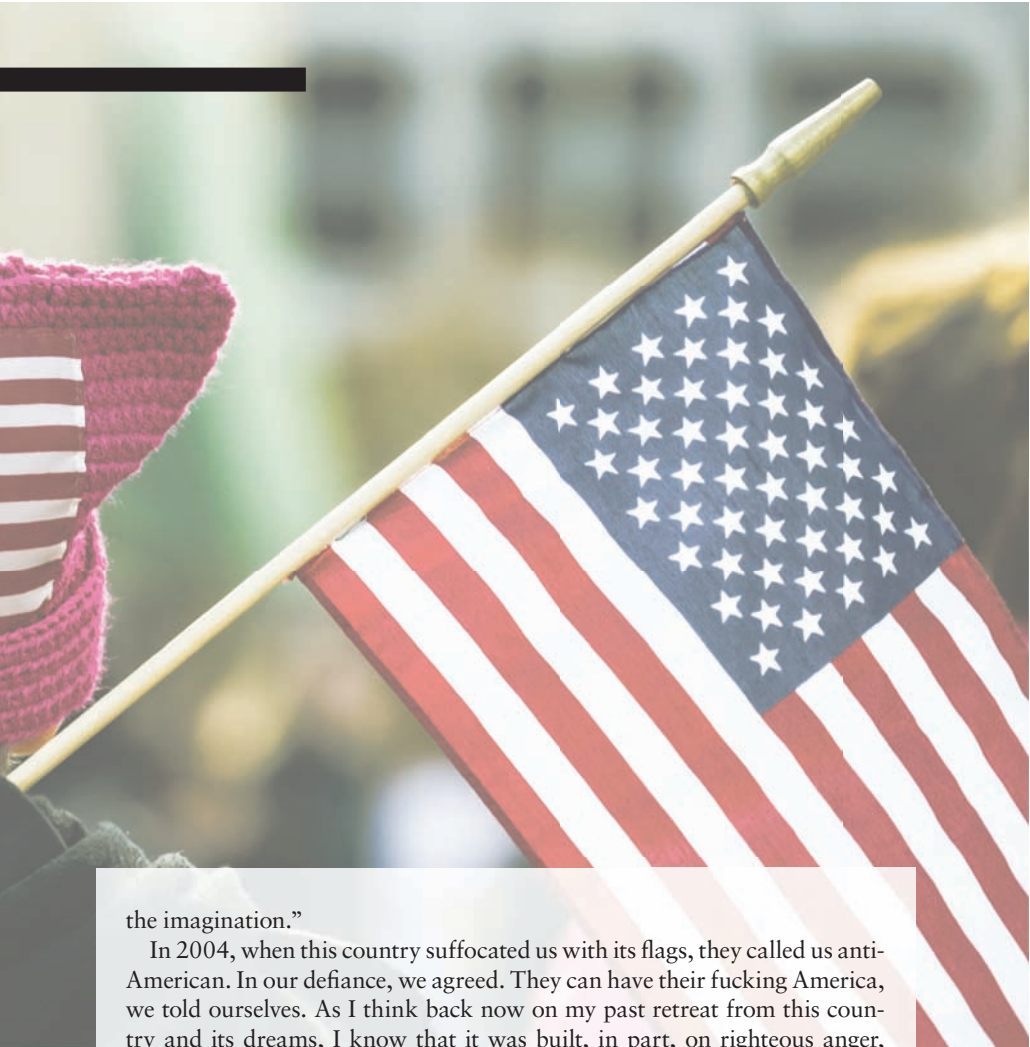 the imagination.”
In 2004, when this country suffocated us with its flags, they called us anti-
American. In our defiance, we agreed. They can have their fucking America,
we told ourselves. As I think back now on my past retreat from this coun-
try and its dreams, I know that it was built, in part, on righteous anger,